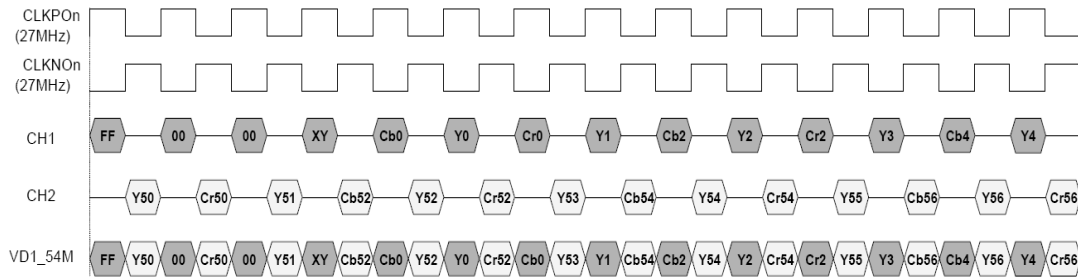 CLKPOn
(27MHz)
CLKNOn
(27MHz)
CH1 FF 00 00 XY Cb0 Y0 Cr0 Y1 Cb2 Y2 Cr2 Y3 Cb4 Y4
CH2 Y50 Cr50 Y51 Cb52 Y52 Cr52 Y53 Cb54 Y54 Cr54 Y55 Cb56 Y56 Cr56
VD1_54M FF Y50 00 Cr50 00 Y51 XY Cb52 Cb0 Y52 Y0 Cr52 Cb0 Y53 Y1 Cb54 Cb2 Y54 Y2 Cr54 Cr2 Y55 Y3 Cb56 Cb4 Y56 Y4 Cr56